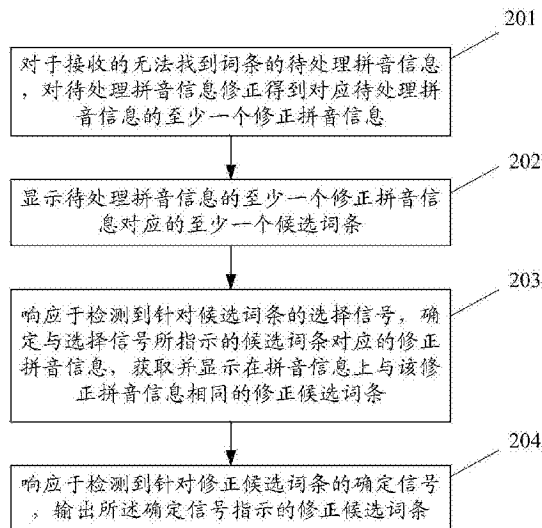 201
对于接收的无法找到词条的待处理拼音信息
，对待处理拼音信息修正得到对应待处理拼
音信息的至少一个修正拼音信息
202
显示待处理拼音信息的至少一个修正拼音信
息对应的至少一个候选词条
203
响应于检测到针对候选词条的选择信号，确
定与选择信号所指示的候选词条对应的修正
拼音信息，获取并显示在拼音信息上与该修
正拼音信息相同的修正候选词条
204
响应于检测到针对修正候选词条的确定信号
，输出所述确定信号指示的修正候选词条